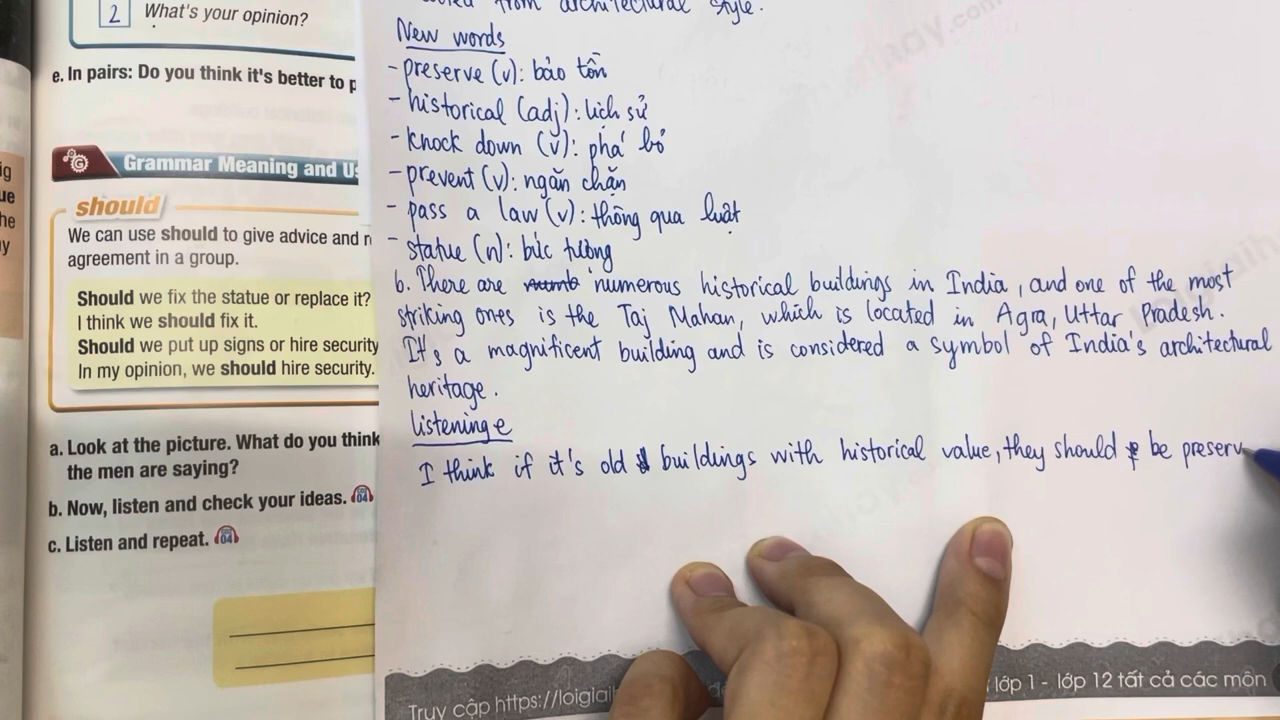 2 What's your opinion?
e. In pairs: Do you think it's better to p
Grammar Meaning and Us
should
We can use should to give advice and r
agreement in a group.
Should we fix the statue or replace it?
I think we should fix it.
Should we put up signs or hire security
In my opinion, we should hire security.
a. Look at the picture. What do you think
the men are saying?
b. Now, listen and check your ideas.
c. Listen and repeat.
from architectural style.
New words
- preserve (v): bảo tồn
- historical (adj): lịch sử
- knock down (v): phá bỏ
- prevent (v): ngăn chặn
- pass a law (v): thông qua luật
- statue (n): bức tượng
b. There are numb numerous historical buildings in India, and one of the most
striking ones is the Taj Mahan, which is located in Agra, Uttar Pradesh.
It's a magnificent building and is considered a symbol of India's architectural
heritage.
listening e
I think if it's old buildings with historical value, they should be preserv
Truy cập https://loigiaih
lớp 1 - lớp 12 tất cả các môn